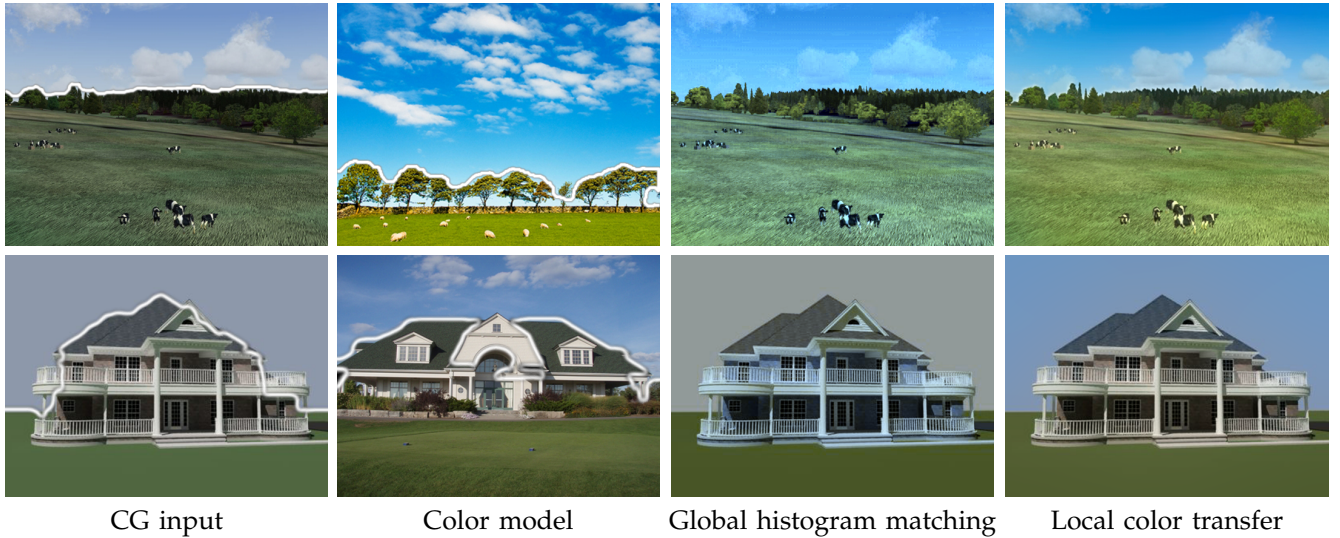 CG input
Color model
Global histogram matching
Local color transfer